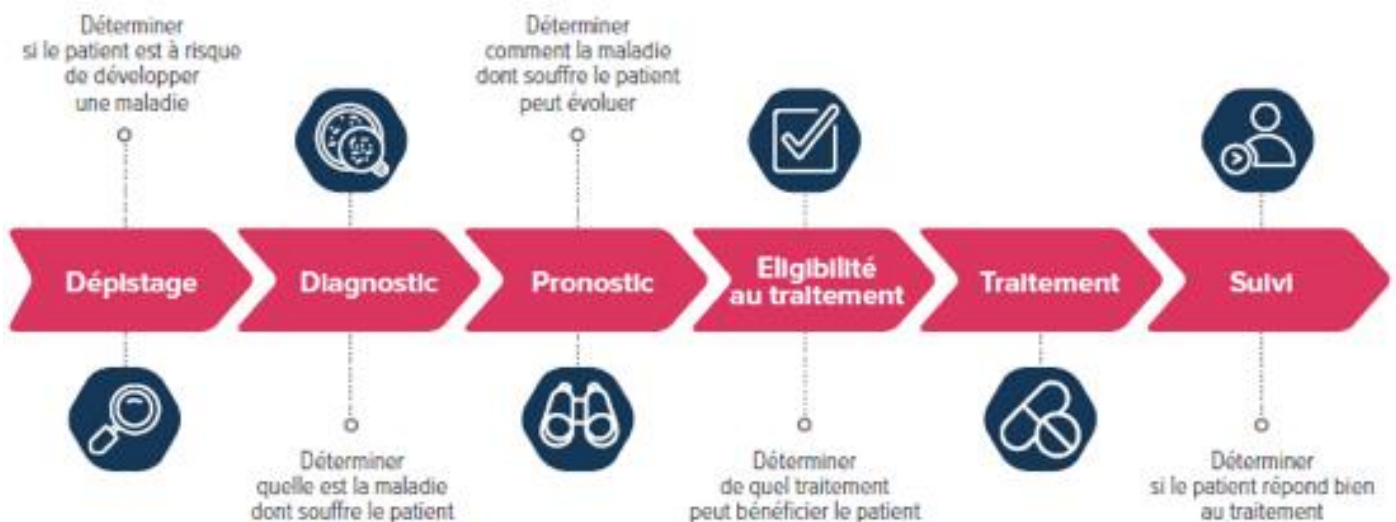 Déterminer
si le patient est à risque
de développer
une maladie
Déterminer
comment la maladie
dont souffre le patient
peut évoluer
Dépistage
Diagnostic
Pronostic
Eligibilité
au traitement
Traitement
Suivi
Déterminer
quelle est la maladie
dont souffre le patient
Déterminer
de quel traitement
peut bénéficier le patient
Déterminer
si le patient répond bien
au traitement